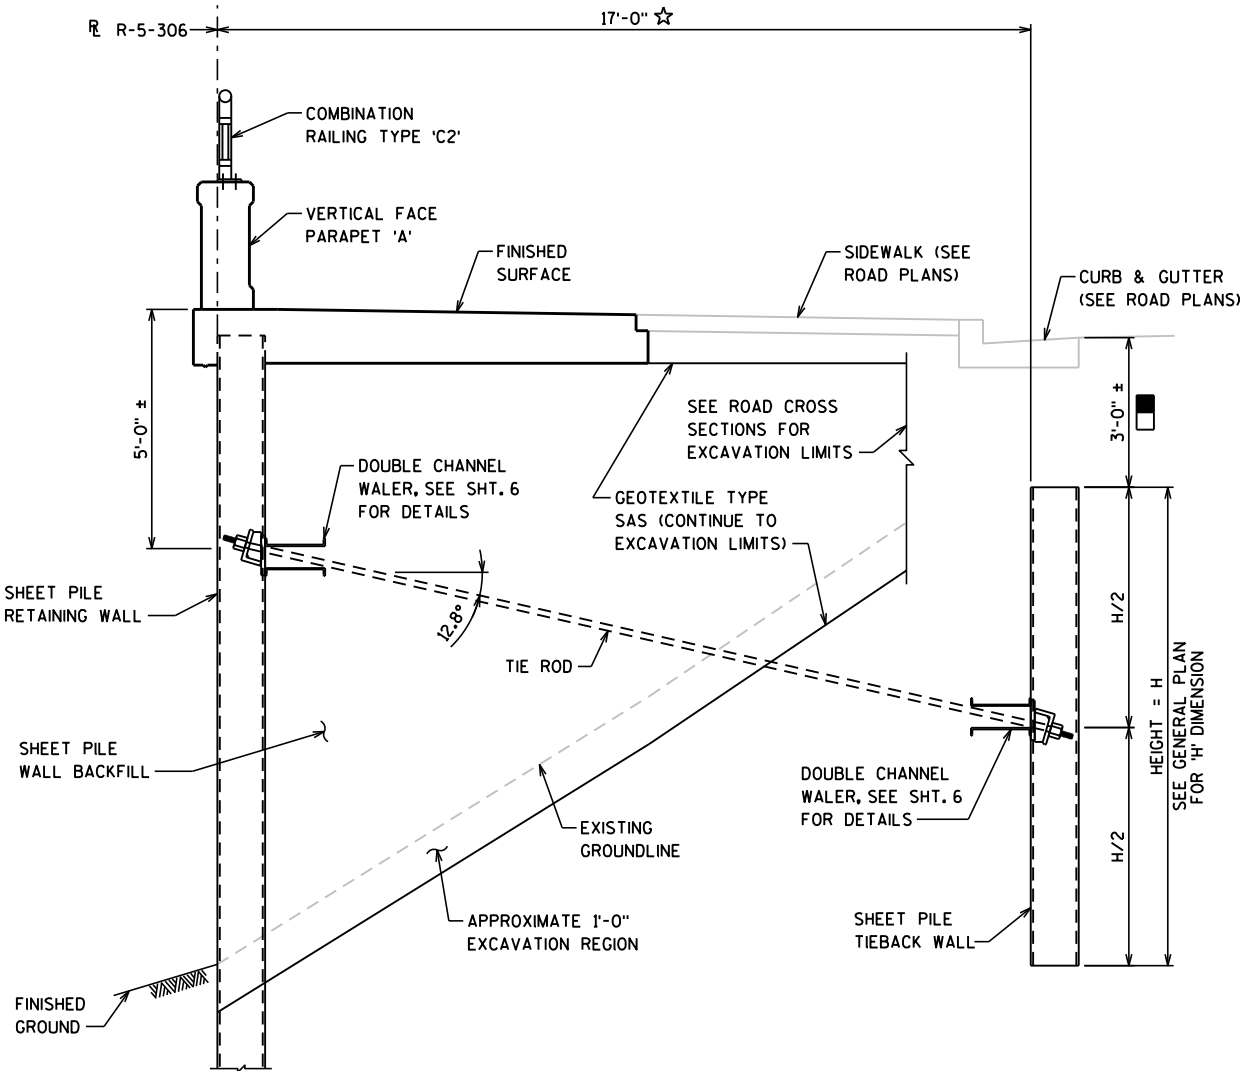 17'-0" ☆
℞ R-5-306
COMBINATION
RAILING TYPE 'C2'
VERTICAL FACE
PARAPET 'A'
FINISHED
SURFACE
SIDEWALK (SEE
ROAD PLANS)
CURB & GUTTER
(SEE ROAD PLANS)
5'-0" ±
3'-0" ±
SEE ROAD CROSS
SECTIONS FOR
EXCAVATION LIMITS
DOUBLE CHANNEL
WALER, SEE SHT. 6
FOR DETAILS
GEOTEXTILE TYPE
SAS (CONTINUE TO
EXCAVATION LIMITS)
SHEET PILE
RETAINING WALL
12.8°
TIE ROD
H/2
HEIGHT = H
SEE GENERAL PLAN
FOR 'H' DIMENSION
SHEET PILE
WALL BACKFILL
DOUBLE CHANNEL
WALER, SEE SHT. 6
FOR DETAILS
EXISTING
GROUNDLINE
H/2
APPROXIMATE 1'-0"
EXCAVATION REGION
SHEET PILE
TIEBACK WALL
FINISHED
GROUND